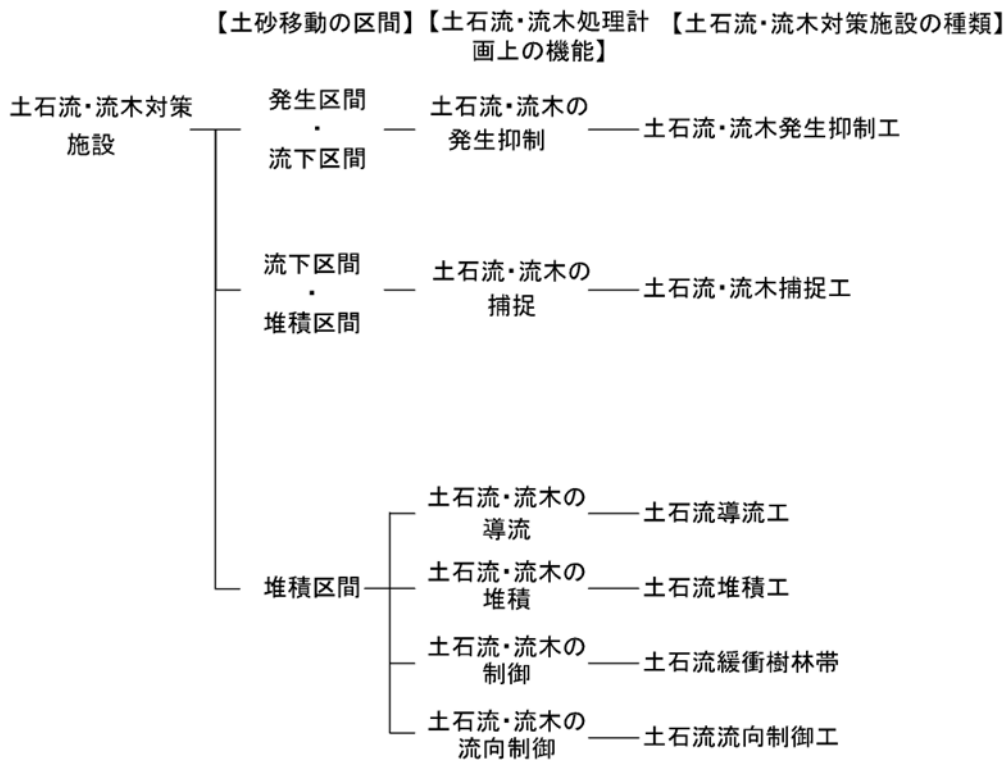 【土砂移動の区間】【土石流・流木処理計画上の機能】 【土石流・流木対策施設の種類】
土石流・流木対策
施設
発生区間
・
流下区間
土石流・流木の
発生抑制
土石流・流木発生抑制工
流下区間
・
堆積区間
土石流・流木の
捕捉
土石流・流木捕捉工
堆積区間
土石流・流木の
導流
土石流導流工
土石流・流木の
堆積
土石流堆積工
土石流・流木の
制御
土石流緩衝樹林帯
土石流・流木の
流向制御
土石流流向制御工